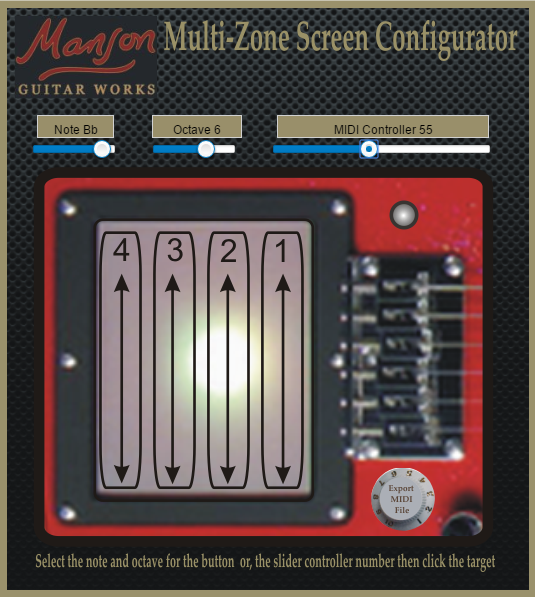 Manson
GUITAR WORKS
Multi-Zone Screen Configurator
Note Bb
Octave 6
MIDI Controller 55
4 3 2 1
Export
MIDI
File
Select the note and octave for the button or, the slider controller number then click the target